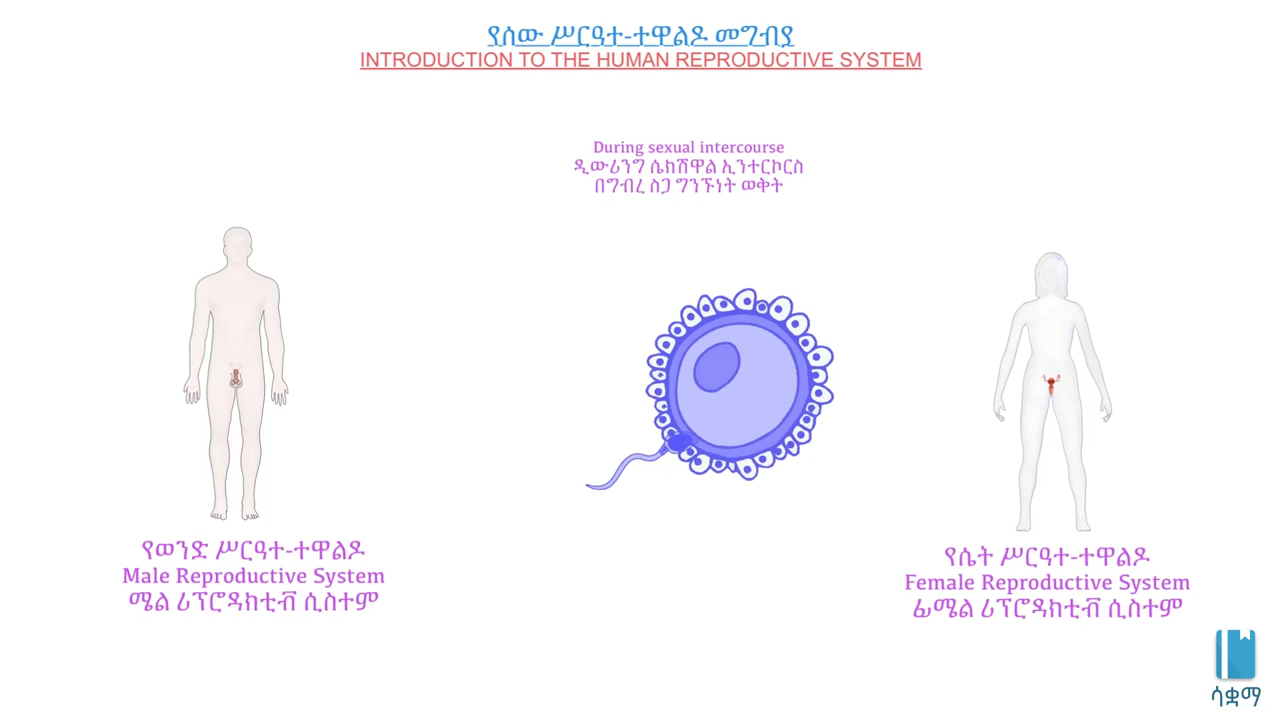 የሰው ሥርዓተ-ተዋልዶ መግብያ
INTRODUCTION TO THE HUMAN REPRODUCTIVE SYSTEM
During sexual intercourse
ዲውሪንግ ሴክሽዋል ኢንተርኮርስ
በግብረ ስጋ ግንኙነት ወቅት
የወንድ ሥርዓተ-ተዋልዶ
Male Reproductive System
ሜል ሪፕሮዳክቲቭ ሲስተም
የሴት ሥርዓተ-ተዋልዶ
Female Reproductive System
ፊሜል ሪፕሮዳክቲቭ ሲስተም
ሳቋማ